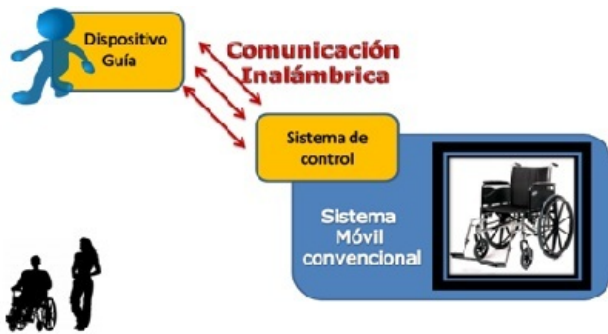 Dispositivo
Guía
Comunicación
Inalámbrica
Sistema de
control
Sistema
Móvil
convencional